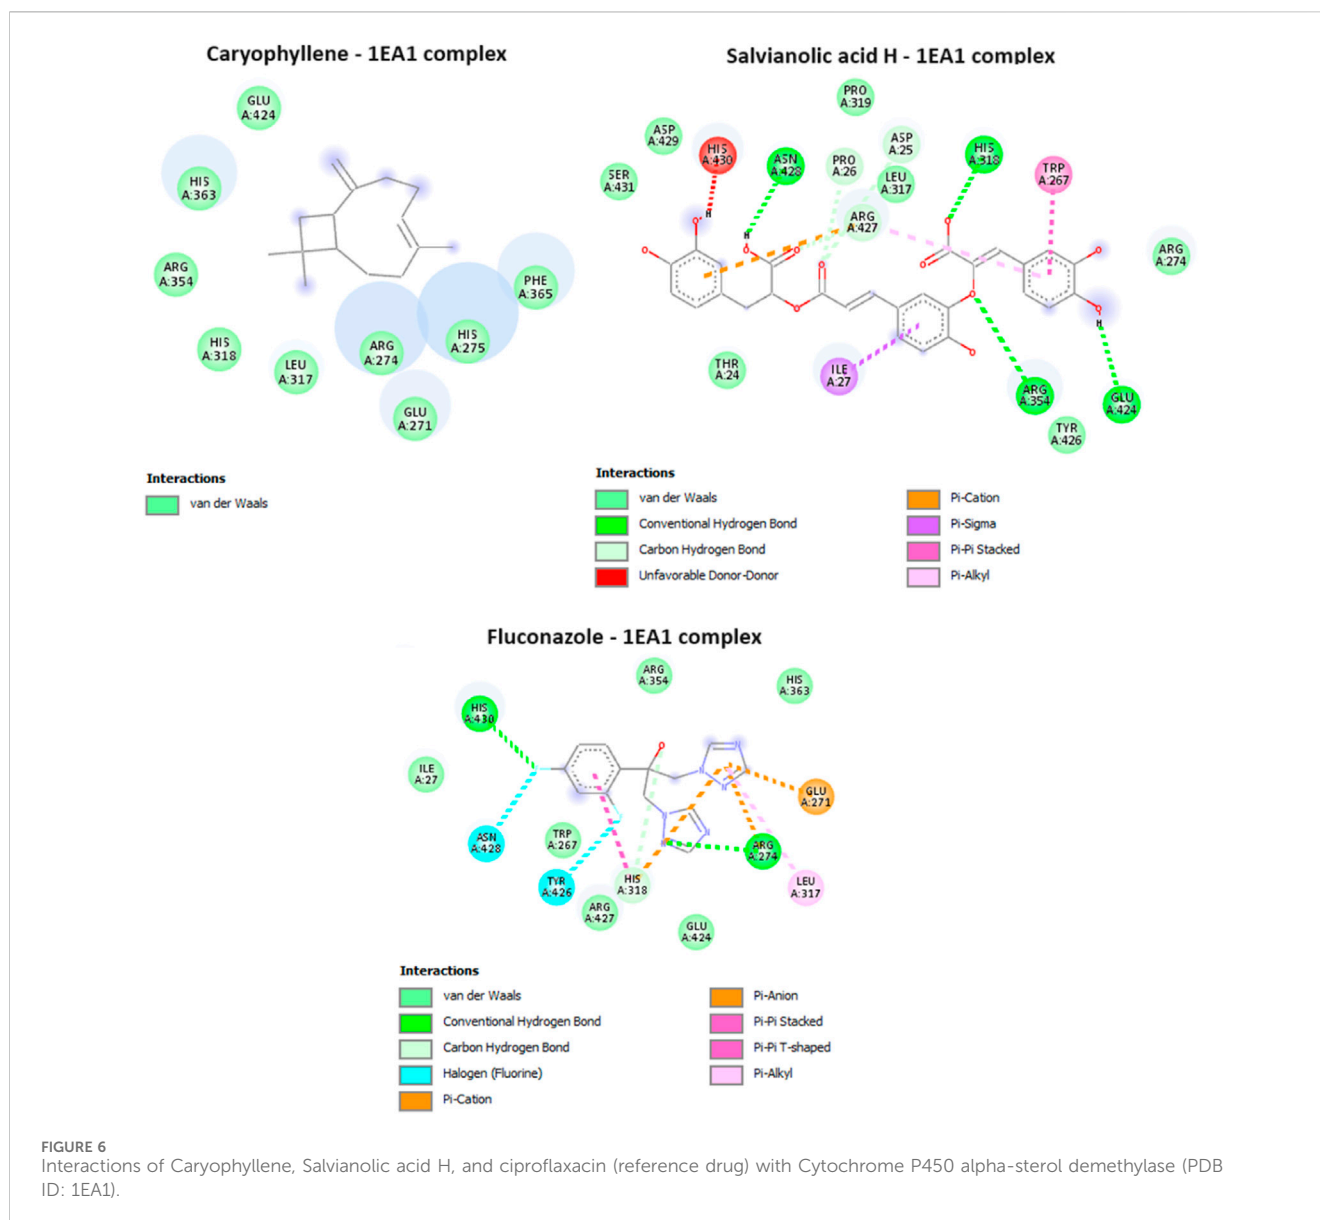 Caryophyllene - 1EA1 complex
GLU
A:424
HIS
A:363
ARG
A:354
HIS
A:318
LEU
A:317
ARG
A:274
HIS
A:275
PHE
A:365
GLU
A:271
Interactions
van der Waals
Salvianolic acid H - 1EA1 complex
PRO
A:319
ASP
A:429
HIS
A:430
ASN
A:428
PRO
A:26
ASP
A:25
LEU
A:317
HIS
A:318
TRP
A:267
SER
A:431
ARG
A:427
ARG
A:274
H
O
H
O
O
O
O
O
O
O
O
O
O
O
H
THR
A:24
ILE
A:27
ARG
A:354
GLU
A:424
TYR
A:426
Interactions
van der Waals
Conventional Hydrogen Bond
Carbon Hydrogen Bond
Unfavorable Donor-Donor
Pi-Cation
Pi-Sigma
Pi-Pi Stacked
Pi-Alkyl
Fluconazole - 1EA1 complex
ARG
A:354
HIS
A:363
HIS
A:430
ILE
A:27
O
N
N
N
N
N
N
GLU
A:271
ASN
A:428
TRP
A:267
ARG
A:274
TYR
A:426
HIS
A:318
LEU
A:317
ARG
A:427
GLU
A:424
Interactions
van der Waals
Conventional Hydrogen Bond
Carbon Hydrogen Bond
Halogen (Fluorine)
Pi-Cation
Pi-Anion
Pi-Pi Stacked
Pi-Pi T-shaped
Pi-Alkyl
FIGURE 6
Interactions of Caryophyllene, Salvianolic acid H, and ciproflaxacin (reference drug) with Cytochrome P450 alpha-sterol demethylase (PDB
ID: 1EA1).